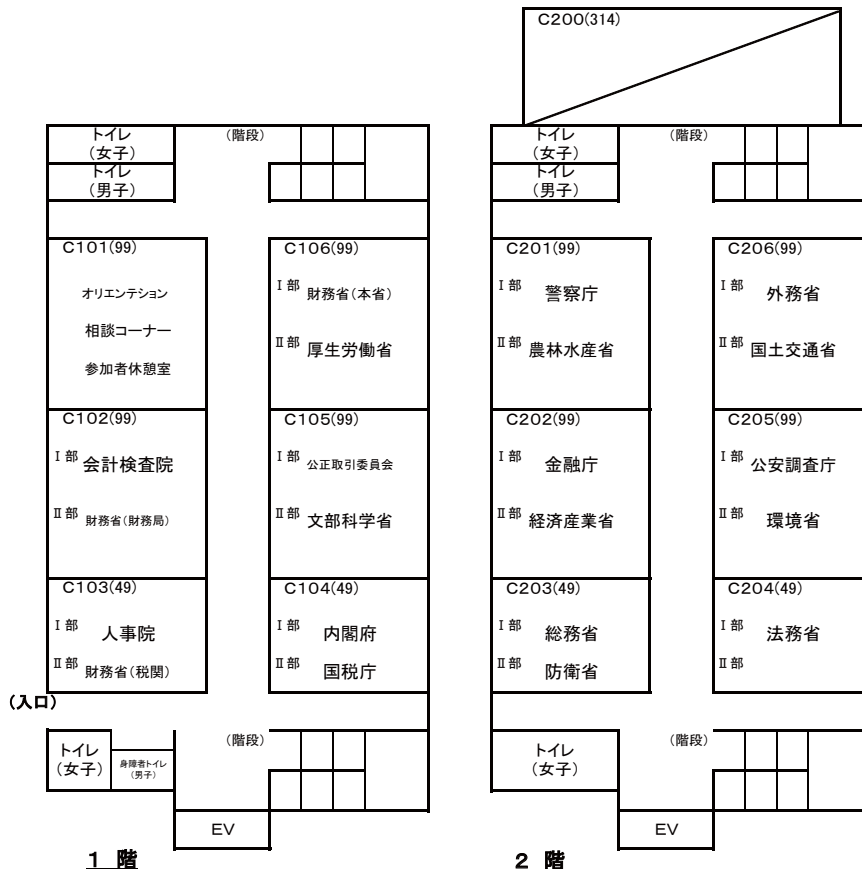 C200(314)
トイレ
(女子)
(階段)
トイレ
(男子)
トイレ
(女子)
(階段)
トイレ
(男子)
C101(99)
オリエンテション
相談コーナー
参加者休憩室
C106(99)
Ⅰ部 財務省(本省)
Ⅱ部 厚生労働省
C201(99)
Ⅰ部 警察庁
Ⅱ部 農林水産省
C206(99)
Ⅰ部 外務省
Ⅱ部 国土交通省
C102(99)
Ⅰ部 会計検査院
Ⅱ部 財務省(財務局)
C105(99)
Ⅰ部 公正取引委員会
Ⅱ部 文部科学省
C202(99)
Ⅰ部 金融庁
Ⅱ部 経済産業省
C205(99)
Ⅰ部 公安調査庁
Ⅱ部 環境省
C103(49)
Ⅰ部 人事院
Ⅱ部 財務省(税関)
C104(49)
Ⅰ部 内閣府
Ⅱ部 国税庁
C203(49)
Ⅰ部 総務省
Ⅱ部 防衛省
C204(49)
Ⅰ部 法務省
Ⅱ部
(入口)
トイレ
(女子)
身障者トイレ
(男子)
(階段)
EV
トイレ
(女子)
(階段)
EV
1 階
2 階